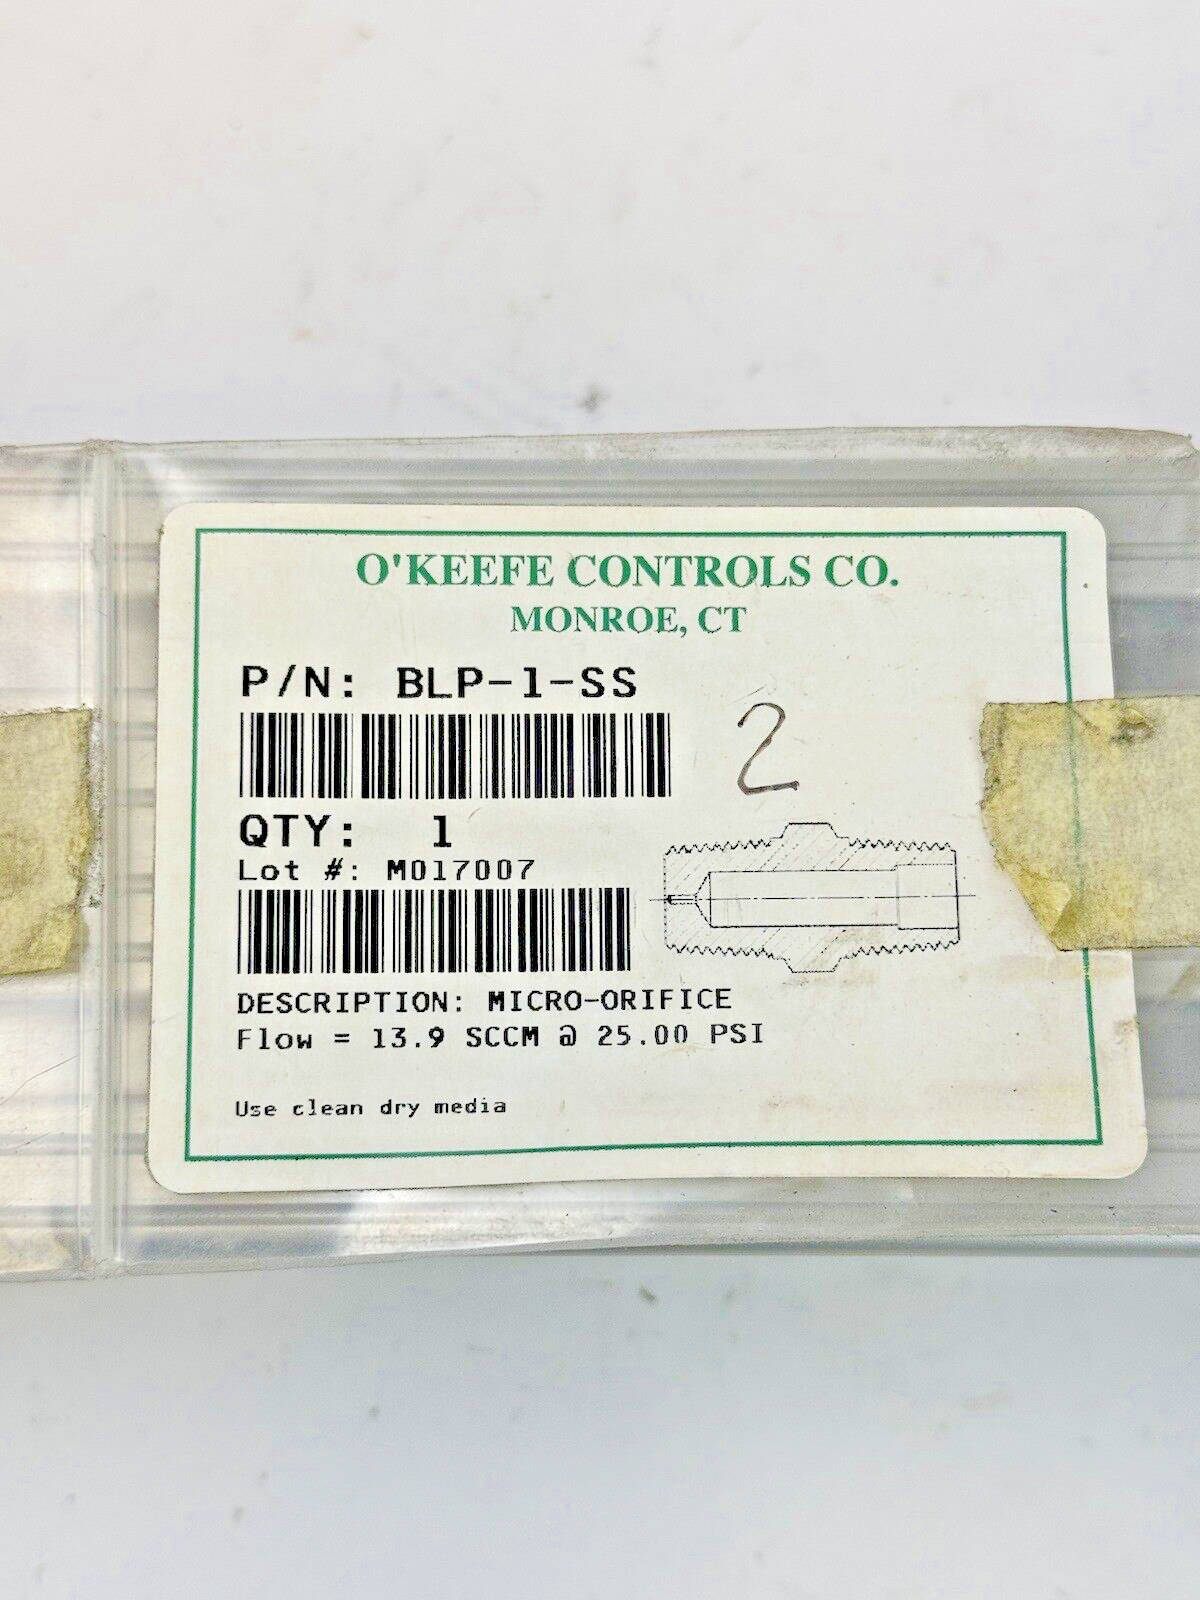 O'KEEFE CONTROLS CO.
MONROE, CT
P/N: BLP-1-SS
2
QTY: 1
Lot #: M017007
DESCRIPTION: MICRO-ORIFICE
Flow = 13.9 SCCM @ 25.00 PSI
Use clean dry media